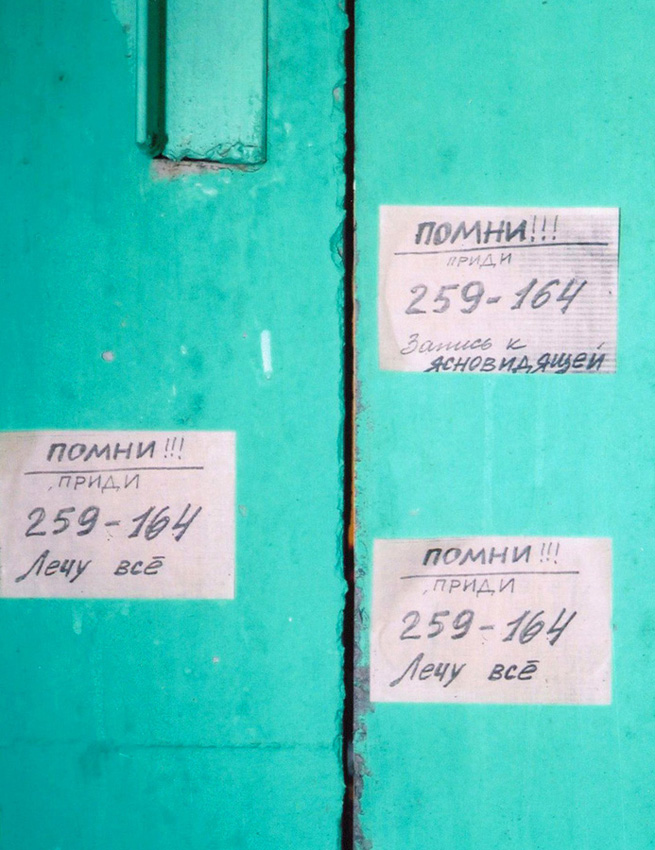 ПОМНИ!!!
ПРИДИ
259-164
Запись к
ЯСНОВИДЯЩЕЙ
ПОМНИ!!!
ПРИДИ
259-164
Лечу всё
ПОМНИ!!!
ПРИДИ
259-164
Лечу всё